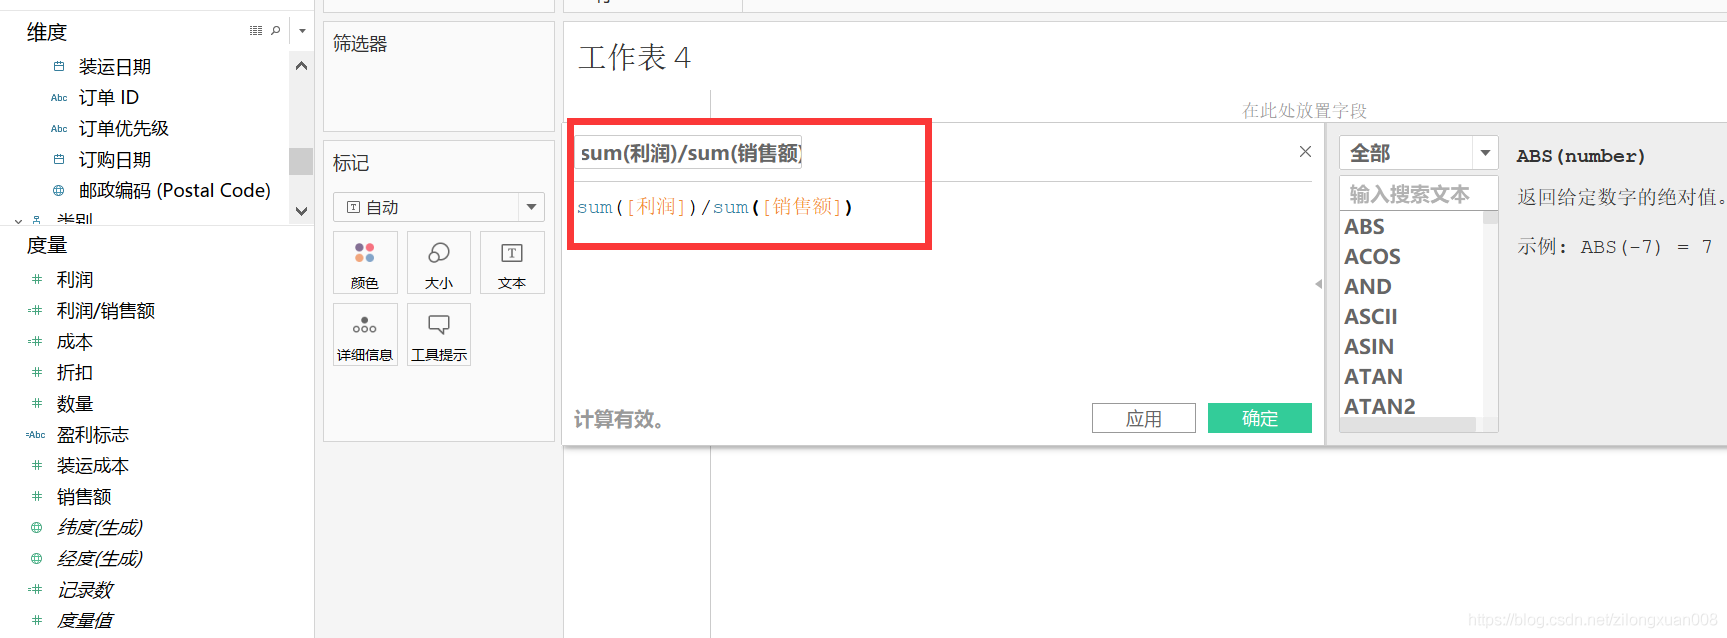 维度
装运日期
Abc 订单 ID
Abc 订单优先级
订购日期
邮政编码 (Postal Code)
类别
度量
利润
利润/销售额
成本
折扣
数量
=Abc 盈利标志
装运成本
销售额
纬度(生成)
经度(生成)
记录数
度量值
筛选器
标记
自动
颜色
大小
文本
详细信息
工具提示
工作表 4
在此处放置字段
sum(利润)/sum(销售额)
sum([利润])/sum([销售额])
计算有效。
应用
确定
全部
输入搜索文本
ABS
ACOS
AND
ASCII
ASIN
ATAN
ATAN2
ABS(number)
返回给定数字的绝对值。
示例: ABS(-7) = 7
https://blog.csdn.net/zilongxuan008